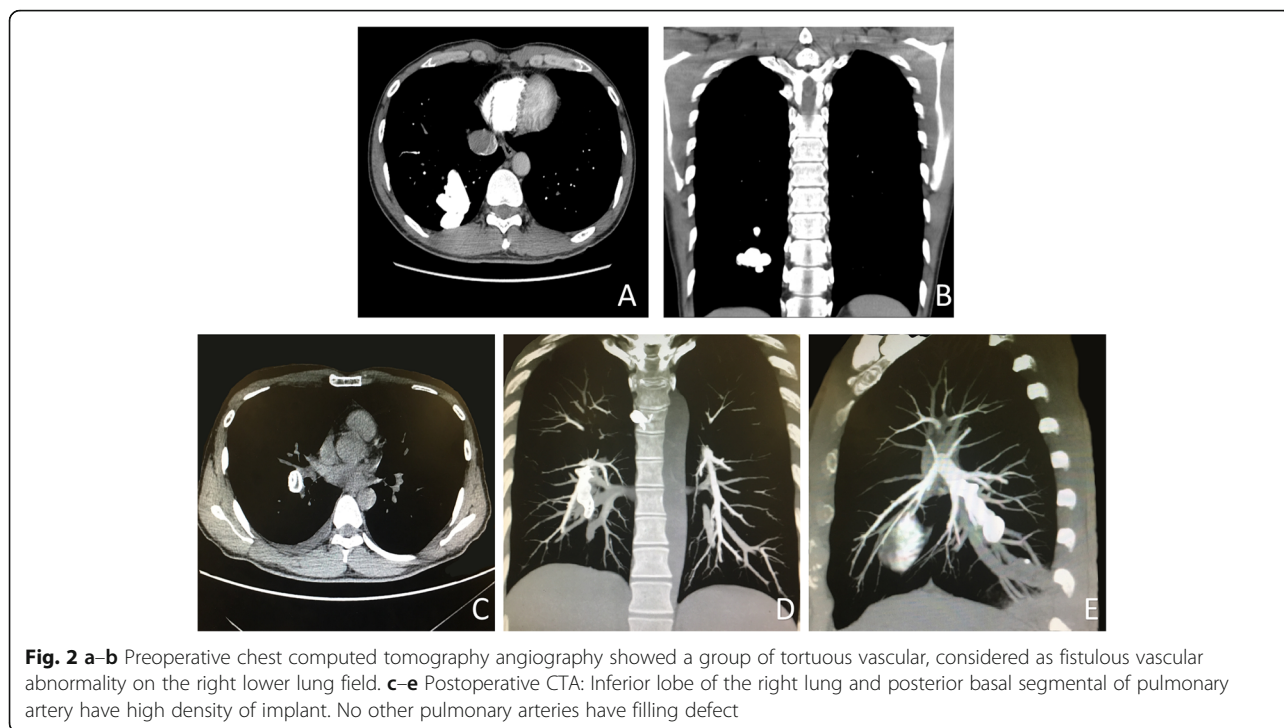 A
B
C
D
E
Fig. 2 a–b Preoperative chest computed tomography angiography showed a group of tortuous vascular, considered as fistulous vascular
abnormality on the right lower lung field. c–e Postoperative CTA: Inferior lobe of the right lung and posterior basal segmental of pulmonary
artery have high density of implant. No other pulmonary arteries have filling defect